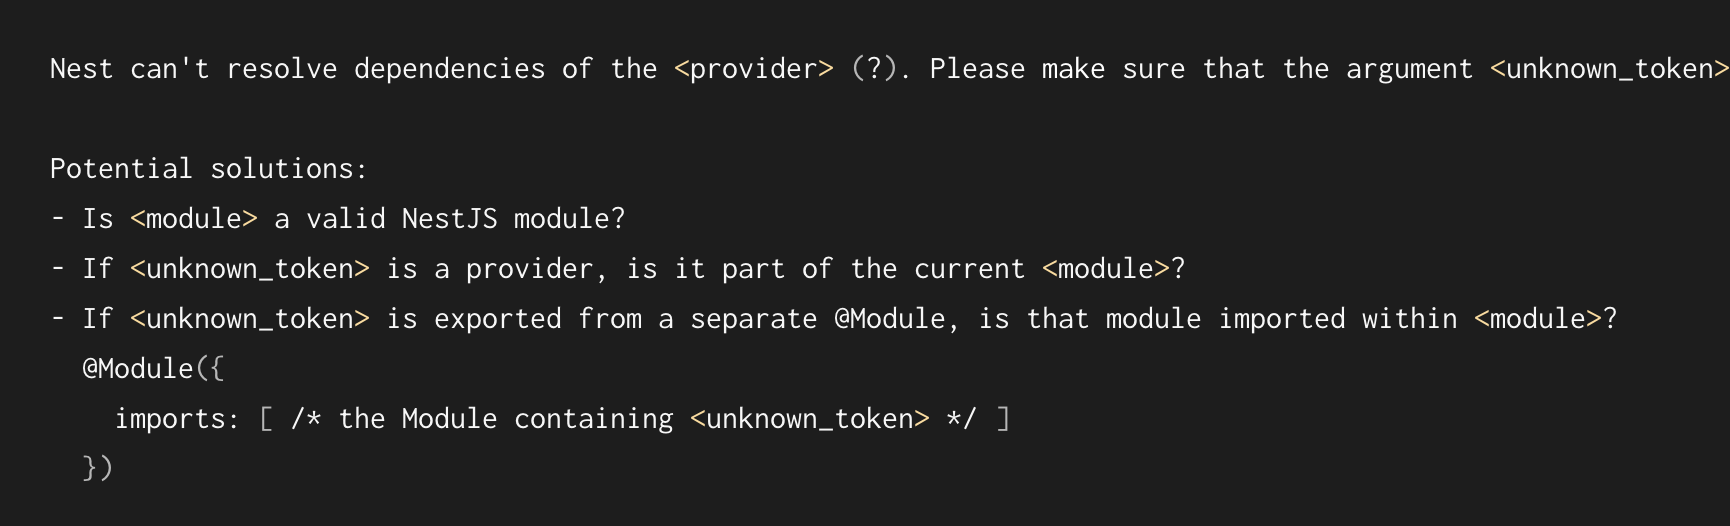 Nest can't resolve dependencies of the <provider> (?). Please make sure that the argument <unknown_token>
Potential solutions:
- Is <module> a valid NestJS module?
- If <unknown_token> is a provider, is it part of the current <module>?
- If <unknown_token> is exported from a separate @Module, is that module imported within <module>?
@Module({
imports: [ /* the Module containing <unknown_token> */ ]
})